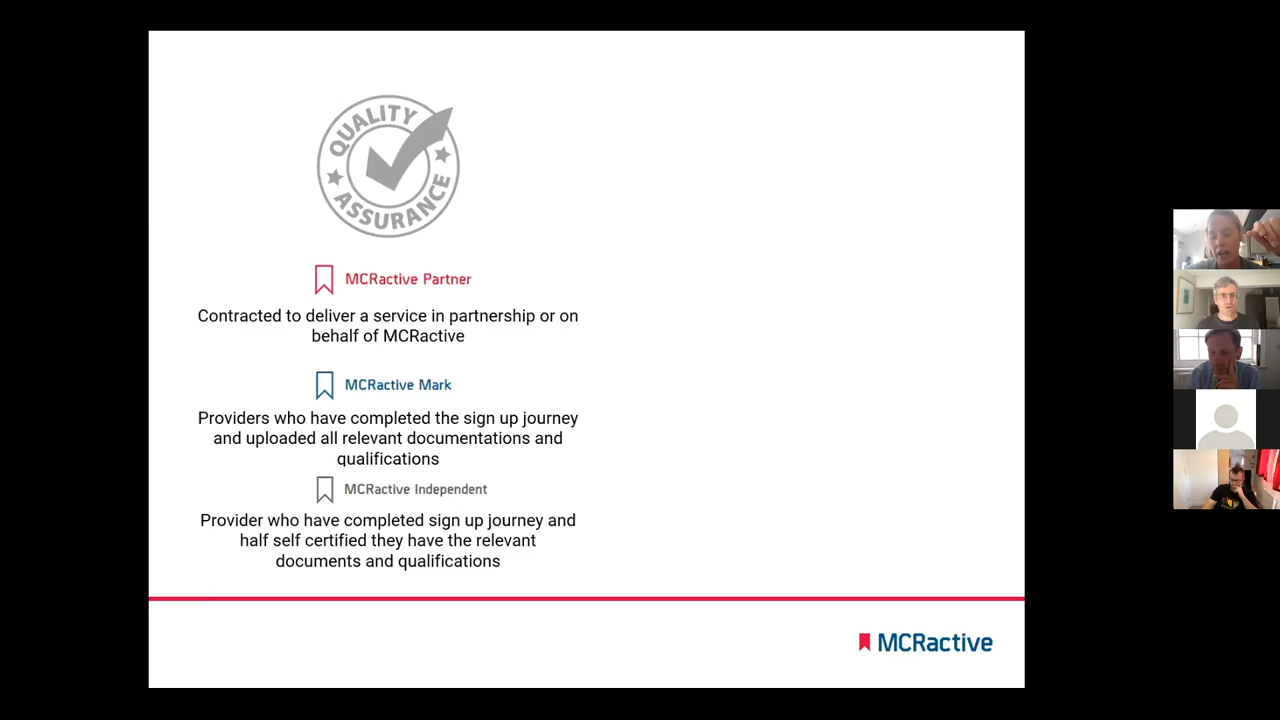 QUALITY
ASSURANCE
MCRactive Partner
Contracted to deliver a service in partnership or on
behalf of MCRactive
MCRactive Mark
Providers who have completed the sign up journey
and uploaded all relevant documentations and
qualifications
MCRactive Independent
Provider who have completed sign up journey and
half self certified they have the relevant
documents and qualifications
MCRactive